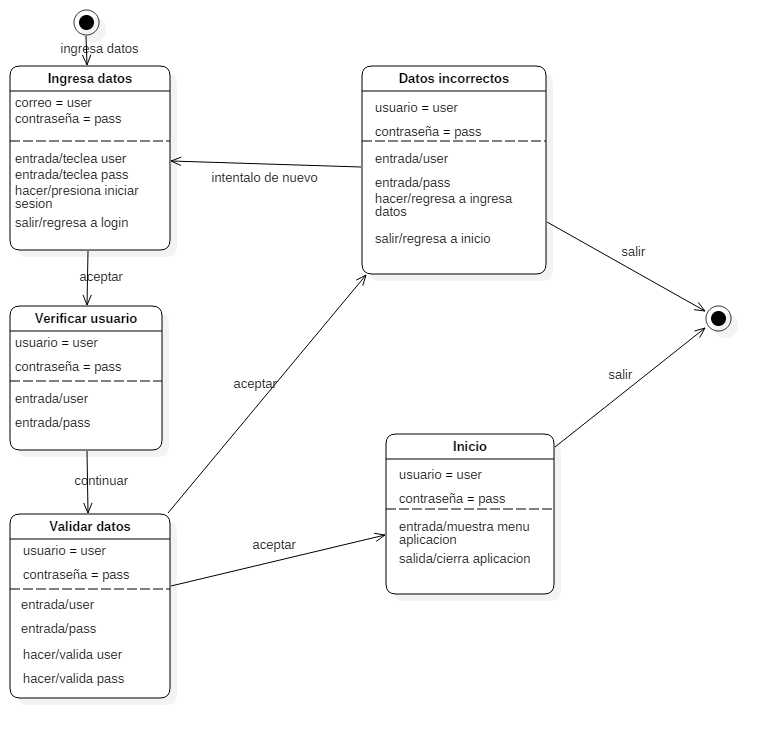 ingresa datos
Ingresa datos
correo = user
contraseña = pass
entrada/teclea user
entrada/teclea pass
hacer/presiona iniciar
sesion
salir/regresa a login
aceptar
Verificar usuario
usuario = user
contraseña = pass
entrada/user
entrada/pass
continuar
Validar datos
usuario = user
contraseña = pass
entrada/user
entrada/pass
hacer/valida user
hacer/valida pass
Datos incorrectos
usuario = user
contraseña = pass
entrada/user
entrada/pass
hacer/regresa a ingresa
datos
salir/regresa a inicio
intentalo de nuevo
aceptar
aceptar
Inicio
usuario = user
contraseña = pass
entrada/muestra menu
aplicacion
salida/cierra aplicacion
salir
salir